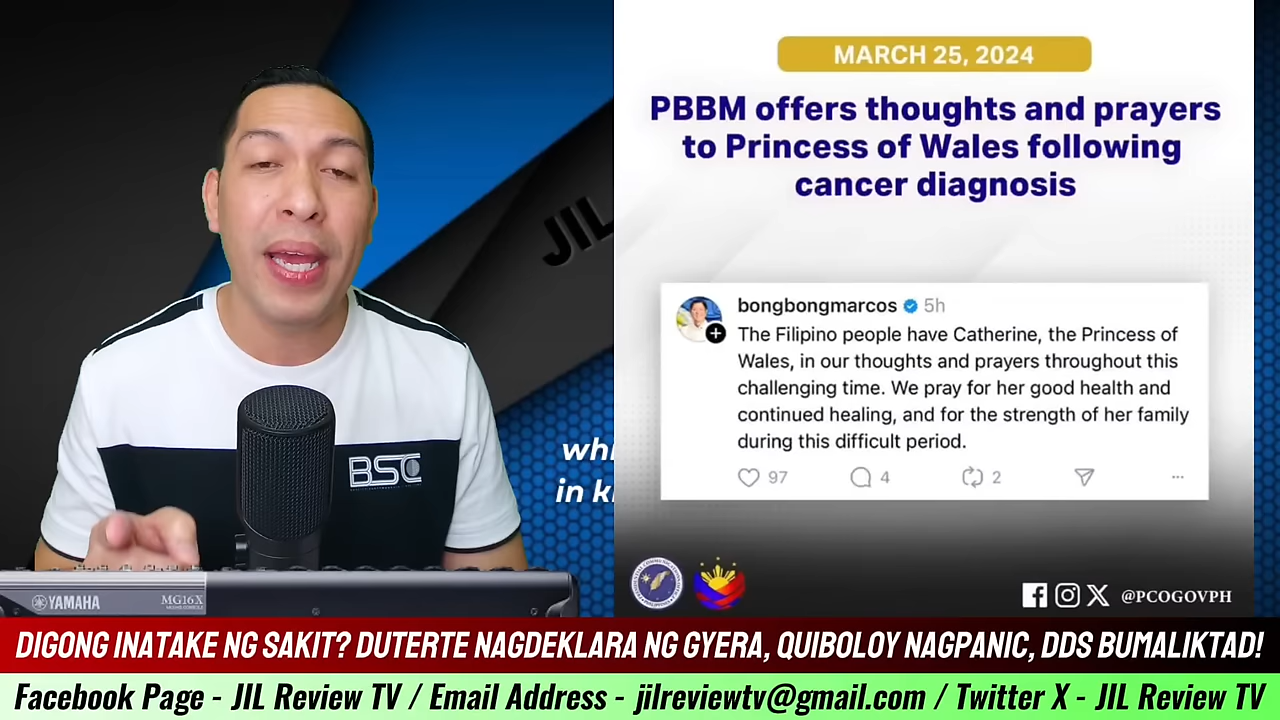 MARCH 25, 2024
PBBM offers thoughts and prayers
to Princess of Wales following
cancer diagnosis
JIL
bongbongmarcos 5h
The Filipino people have Catherine, the Princess of
Wales, in our thoughts and prayers throughout this
challenging time. We pray for her good health and
continued healing, and for the strength of her family
during this difficult period.
97 4 2
whi
in k
BSC
YAMAHA
MG16X
@PCOGOVPH
DIGONG INATAKE NG SAKIT? DUTERTE NAGDEKLARA NG GYERA, QUIBOLOY NAGPANIC, DDS BUMALIKTAD!
Facebook Page - JIL Review TV / Email Address - jilreviewtv@gmail.com / Twitter X - JIL Review TV